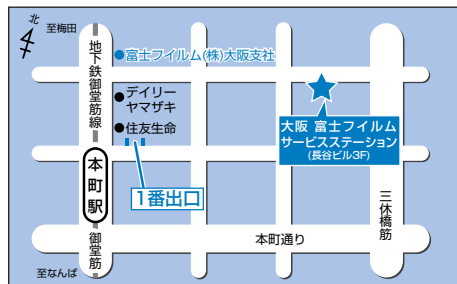 北
至梅田
地下鉄御堂筋線
富士フイルム(株)大阪支社
デイリー
ヤマザキ
住友生命
大阪 富士フイルム
サービスステーション
(長谷ビル3F)
本町駅
1番出口
三休橋筋
御堂筋
本町通り
至なんば